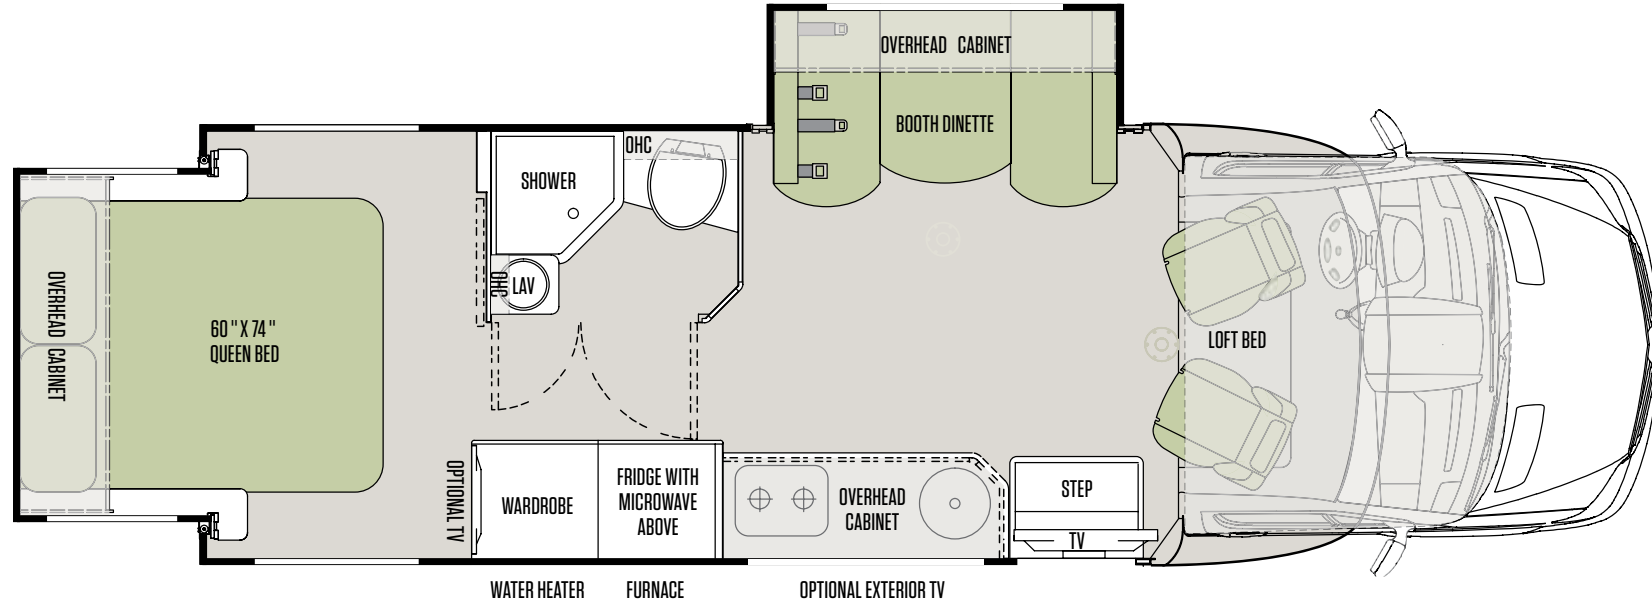 OVERHEAD CABINET
BOOTH DINETTE
OHC
SHOWER
OHC
LAV
OVERHEAD CABINET
60" X 74"
QUEEN BED
LOFT BED
OPTIONAL TV
WARDROBE
FRIDGE WITH
MICROWAVE
ABOVE
OVERHEAD
CABINET
STEP
TV
WATER HEATER
FURNACE
OPTIONAL EXTERIOR TV